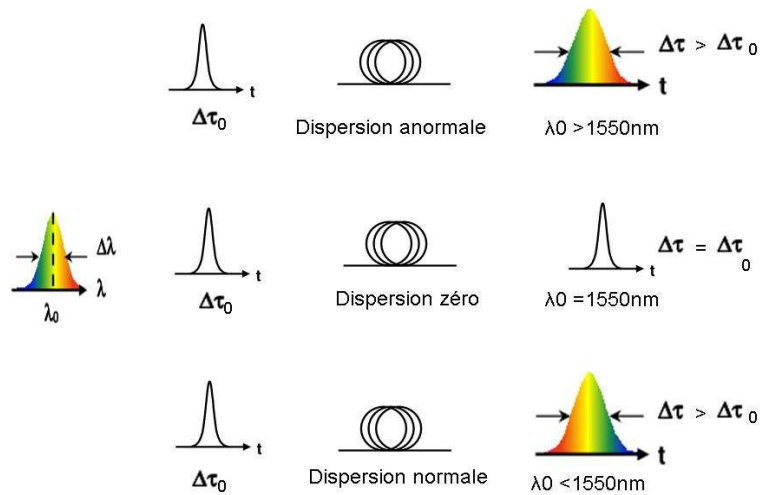 Δτ > Δτ0
t
t
Δτ0
Dispersion anormale
λ0 >1550nm
Δλ
λ
λ0
t
Δτ0
Dispersion zéro
t
Δτ = Δτ0
λ0 =1550nm
t
Δτ0
Dispersion normale
Δτ > Δτ0
t
λ0 <1550nm